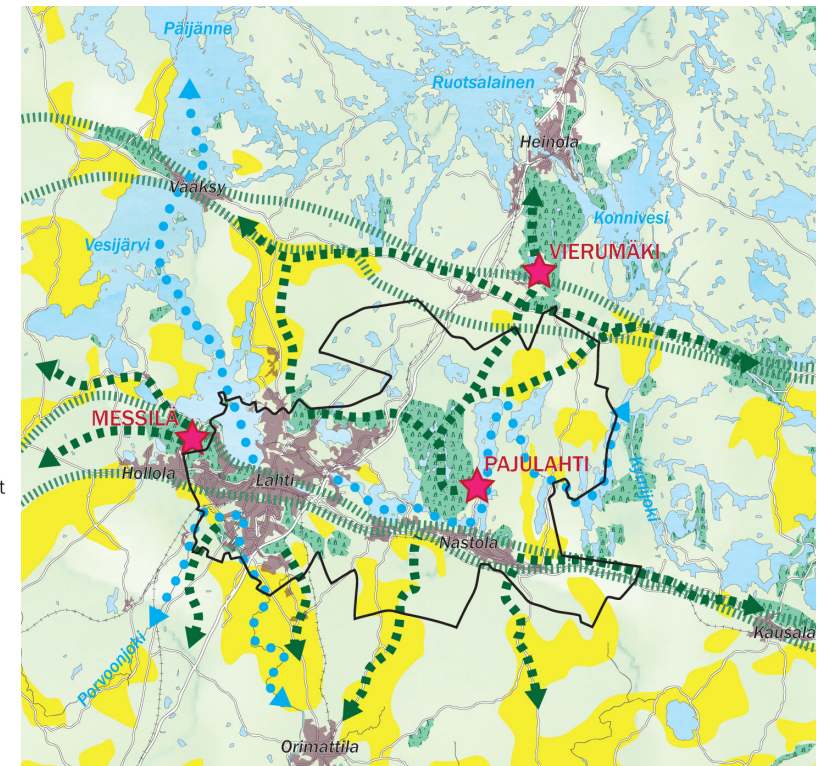 Päijänne
Ruotsalainen
Heinola
Vääksy
Konnivesi
Vesijärvi
VIERUMÄKI
MESSILÄ
PAJULAHTI
Hollola
Lahti
t
Kymijoki
Nastola
Kausala
Porvoonjoki
Orimattila